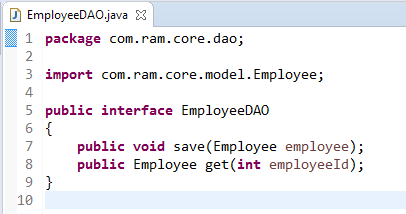 EmployeeDAO.java
1 package com.ram.core.dao;
2
3 import com.ram.core.model.Employee;
4
5 public interface EmployeeDAO
6 {
7     public void save(Employee employee);
8     public Employee get(int employeeId);
9 }
10